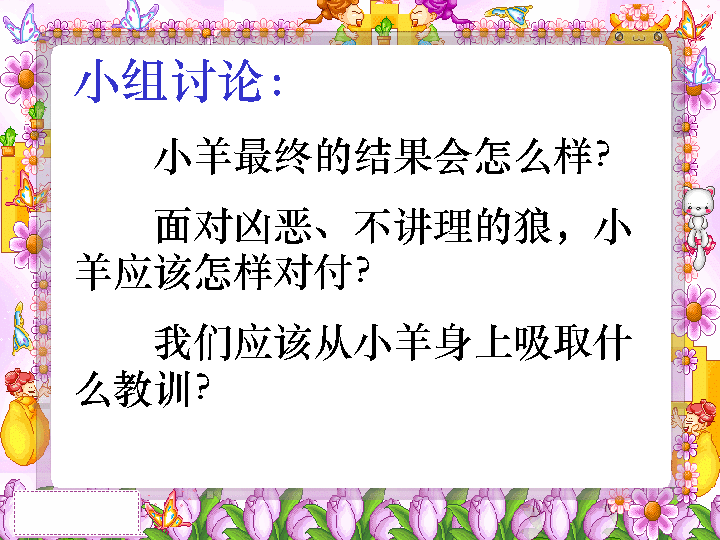 小组讨论:
小羊最终的结果会怎么样?
面对凶恶、不讲理的狼，小
羊应该怎样对付?
我们应该从小羊身上吸取什
么教训?